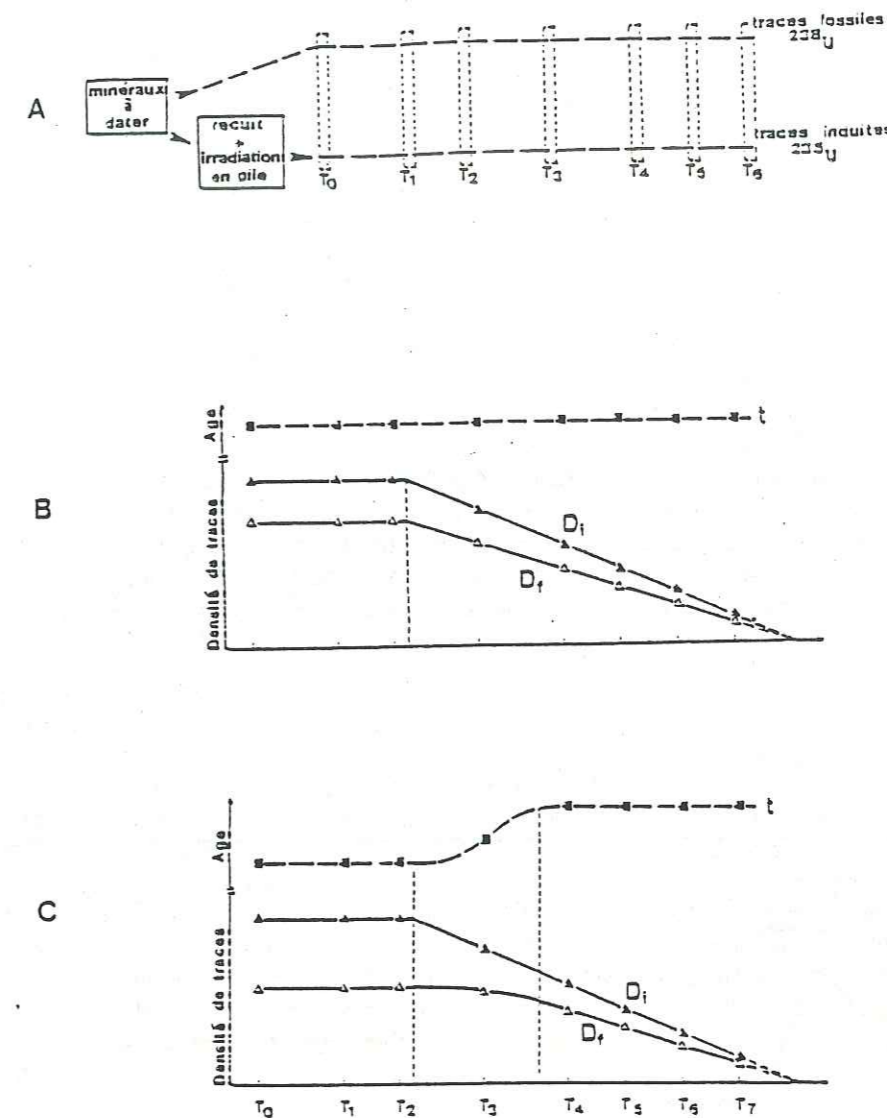 A
minéraux
à
dater
recuit
+
irradiation
en pile
traces fossiles
238U
traces induites
235U
T0 T1 T2 T3 T4 T5 T6
B
Age
Densité de traces
t
Di
Df
C
Age
Densité de traces
t
Di
Df
T0 T1 T2 T3 T4 T5 T6 T7